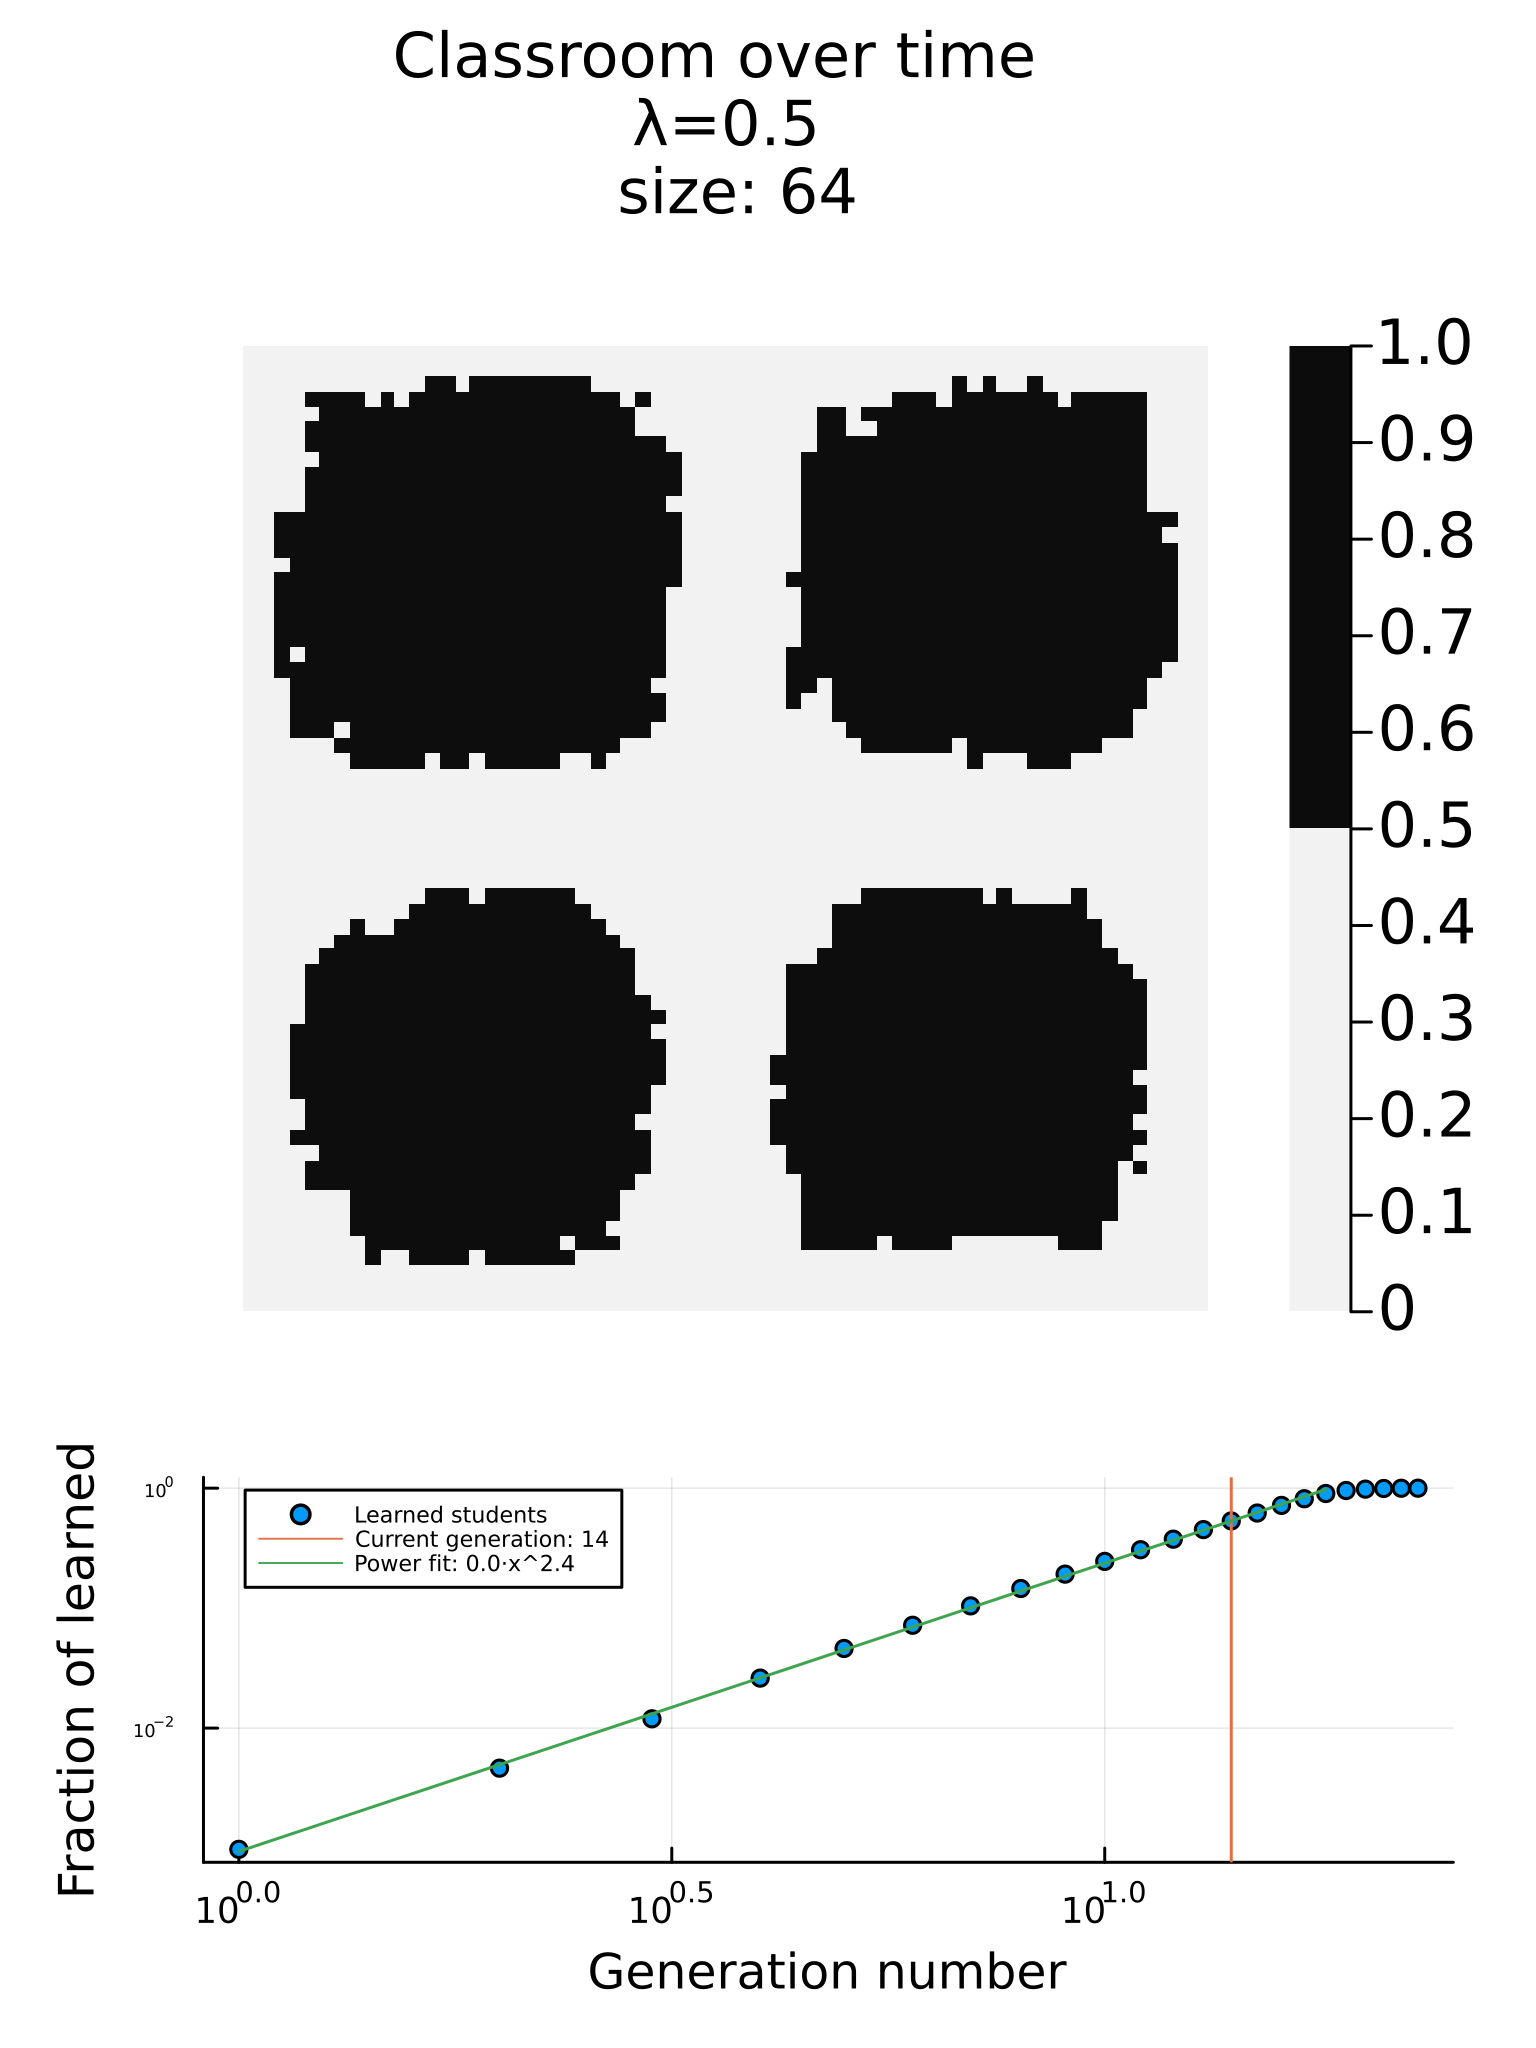 Classroom over time
λ=0.5
size: 64
1.0
0.9
0.8
0.7
0.6
0.5
0.4
0.3
0.2
0.1
0
Fraction of learned
10^0
10^−2
Learned students
Current generation: 14
Power fit: 0.0·x^2.4
10^0.0 10^0.5 10^1.0
Generation number